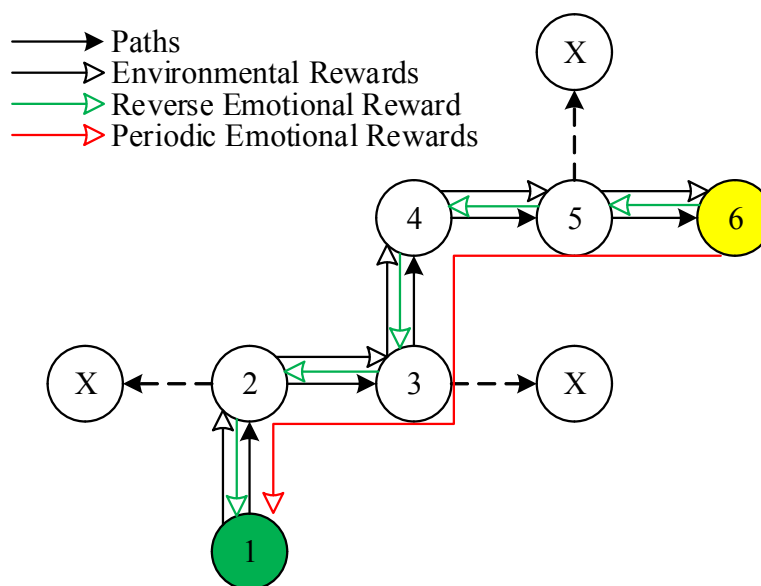 Paths
Environmental Rewards
Reverse Emotional Reward
Periodic Emotional Rewards
X
4
5
6
X
2
3
X
1